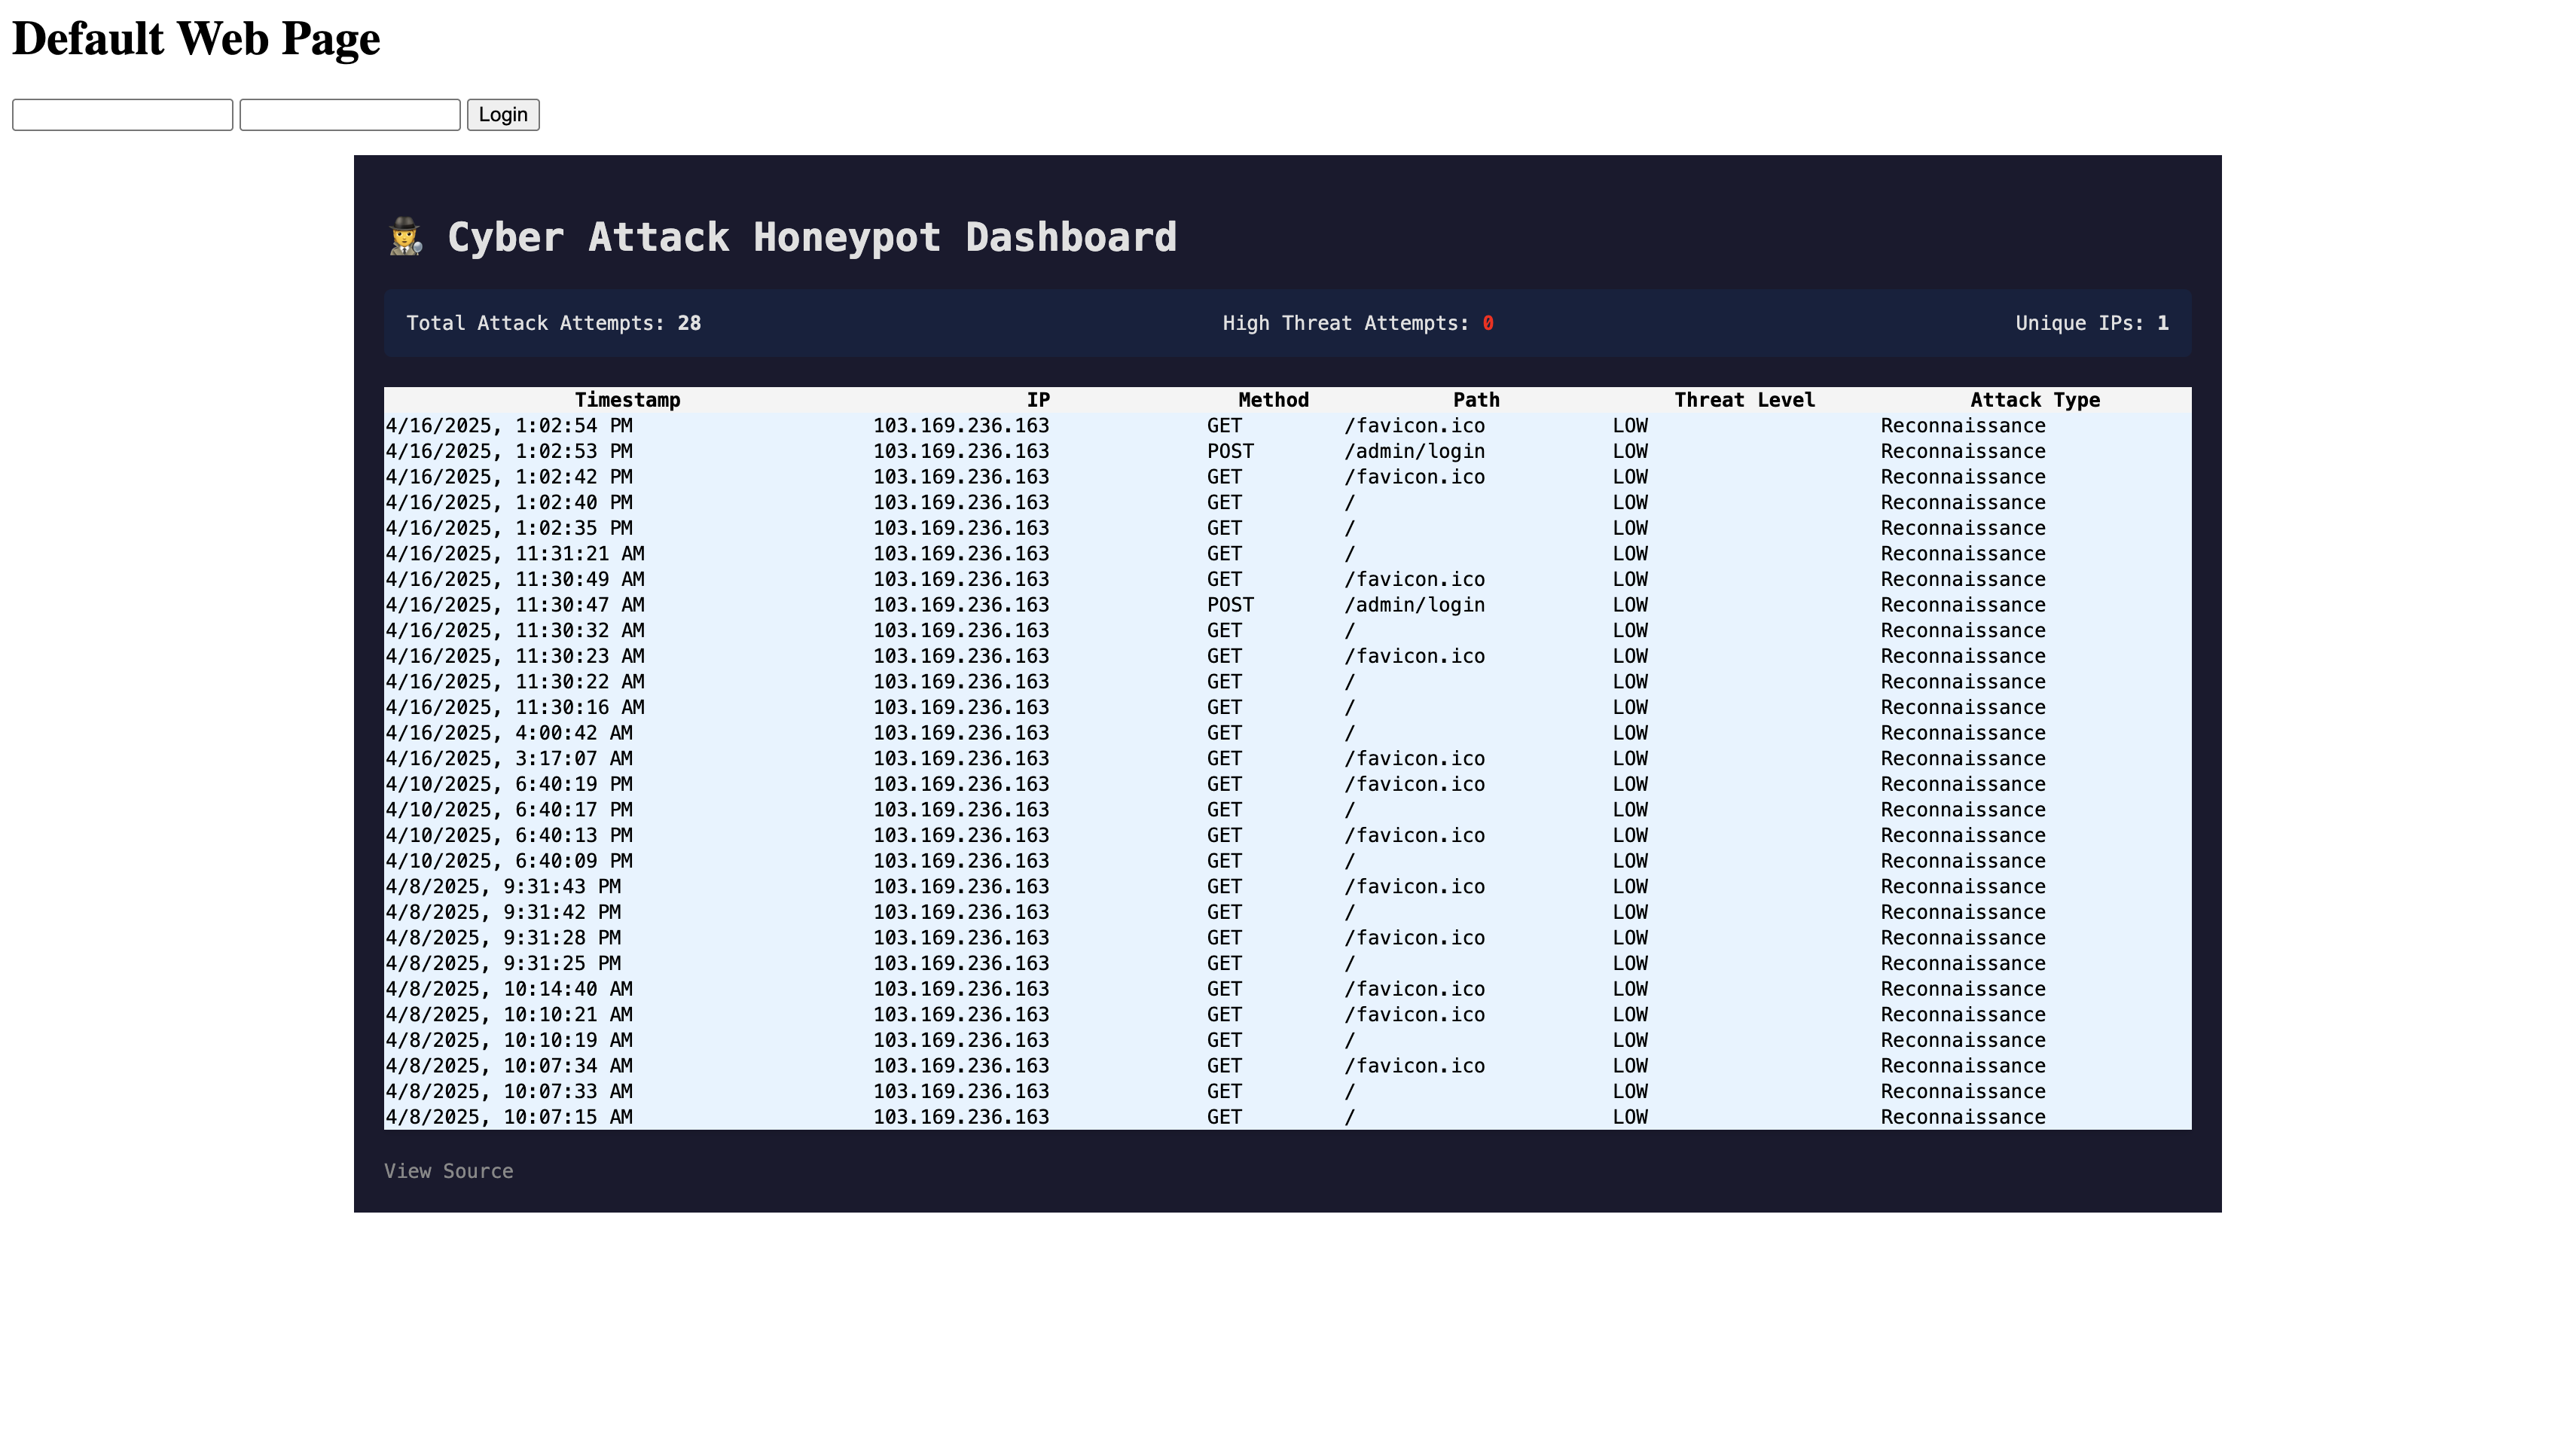 Default Web Page
Login
🕵️ Cyber Attack Honeypot Dashboard
Total Attack Attempts: 28 High Threat Attempts: 0 Unique IPs: 1
Timestamp IP Method Path Threat Level Attack Type
4/16/2025, 1:02:54 PM 103.169.236.163 GET /favicon.ico LOW Reconnaissance
4/16/2025, 1:02:53 PM 103.169.236.163 POST /admin/login LOW Reconnaissance
4/16/2025, 1:02:42 PM 103.169.236.163 GET /favicon.ico LOW Reconnaissance
4/16/2025, 1:02:40 PM 103.169.236.163 GET / LOW Reconnaissance
4/16/2025, 1:02:35 PM 103.169.236.163 GET / LOW Reconnaissance
4/16/2025, 11:31:21 AM 103.169.236.163 GET / LOW Reconnaissance
4/16/2025, 11:30:49 AM 103.169.236.163 GET /favicon.ico LOW Reconnaissance
4/16/2025, 11:30:47 AM 103.169.236.163 POST /admin/login LOW Reconnaissance
4/16/2025, 11:30:32 AM 103.169.236.163 GET / LOW Reconnaissance
4/16/2025, 11:30:23 AM 103.169.236.163 GET /favicon.ico LOW Reconnaissance
4/16/2025, 11:30:22 AM 103.169.236.163 GET / LOW Reconnaissance
4/16/2025, 11:30:16 AM 103.169.236.163 GET / LOW Reconnaissance
4/16/2025, 4:00:42 AM 103.169.236.163 GET / LOW Reconnaissance
4/16/2025, 3:17:07 AM 103.169.236.163 GET /favicon.ico LOW Reconnaissance
4/10/2025, 6:40:19 PM 103.169.236.163 GET /favicon.ico LOW Reconnaissance
4/10/2025, 6:40:17 PM 103.169.236.163 GET / LOW Reconnaissance
4/10/2025, 6:40:13 PM 103.169.236.163 GET /favicon.ico LOW Reconnaissance
4/10/2025, 6:40:09 PM 103.169.236.163 GET / LOW Reconnaissance
4/8/2025, 9:31:43 PM 103.169.236.163 GET /favicon.ico LOW Reconnaissance
4/8/2025, 9:31:42 PM 103.169.236.163 GET / LOW Reconnaissance
4/8/2025, 9:31:28 PM 103.169.236.163 GET /favicon.ico LOW Reconnaissance
4/8/2025, 9:31:25 PM 103.169.236.163 GET / LOW Reconnaissance
4/8/2025, 10:14:40 AM 103.169.236.163 GET /favicon.ico LOW Reconnaissance
4/8/2025, 10:10:21 AM 103.169.236.163 GET /favicon.ico LOW Reconnaissance
4/8/2025, 10:10:19 AM 103.169.236.163 GET / LOW Reconnaissance
4/8/2025, 10:07:34 AM 103.169.236.163 GET /favicon.ico LOW Reconnaissance
4/8/2025, 10:07:33 AM 103.169.236.163 GET / LOW Reconnaissance
4/8/2025, 10:07:15 AM 103.169.236.163 GET / LOW Reconnaissance
View Source